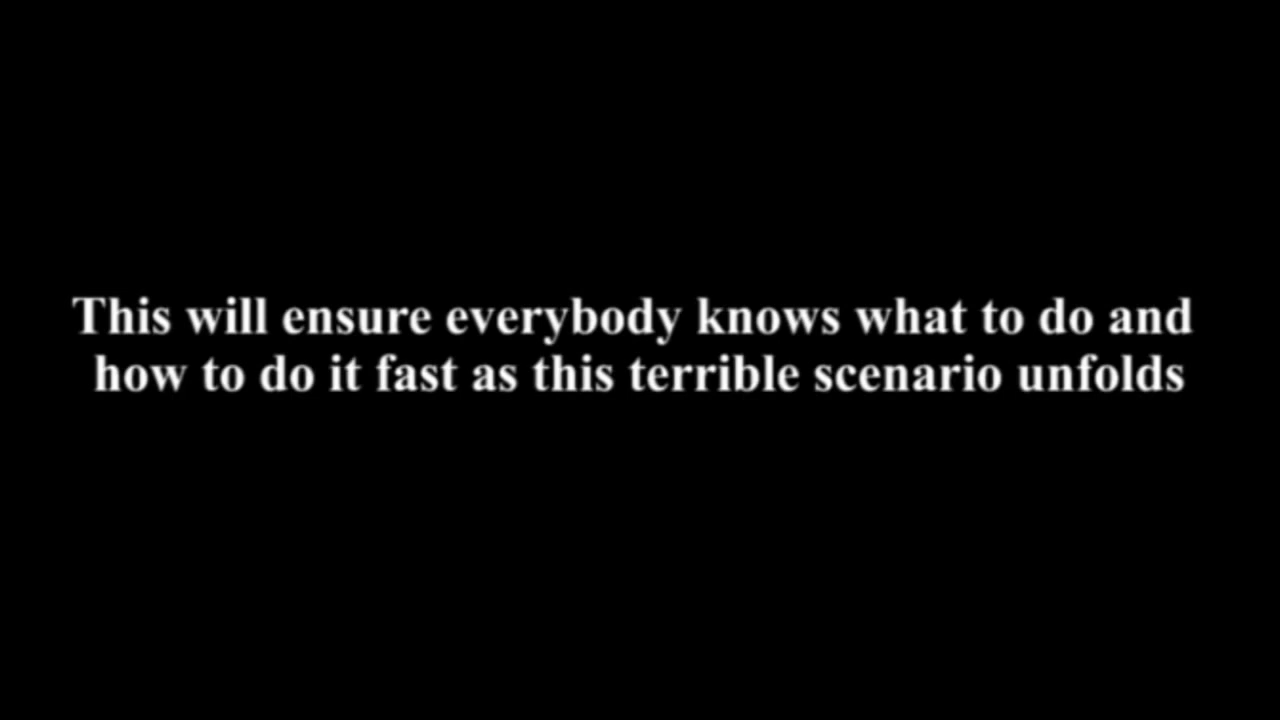 This will ensure everybody knows what to do and
how to do it fast as this terrible scenario unfolds